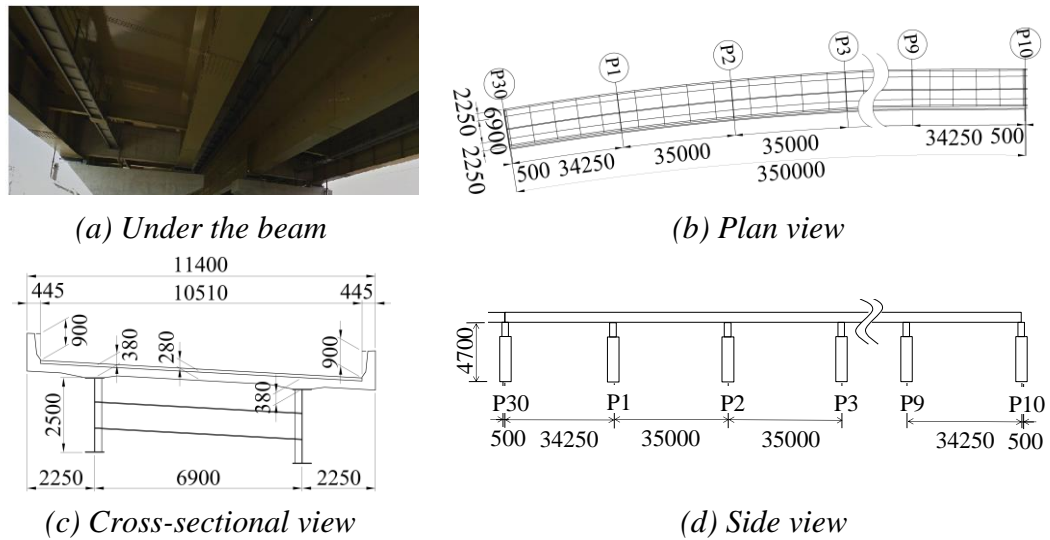 P30
P1
P2
P3
P9
P10
2250
6900
2250
500 34250
35000
35000
34250 500
350000
(a) Under the beam
(b) Plan view
11400
445 10510 445
900
380
280
900
380
2500
2250 6900 2250
4700
P30 P1 P2 P3 P9 P10
500 34250 35000 35000 34250 500
(c) Cross-sectional view
(d) Side view